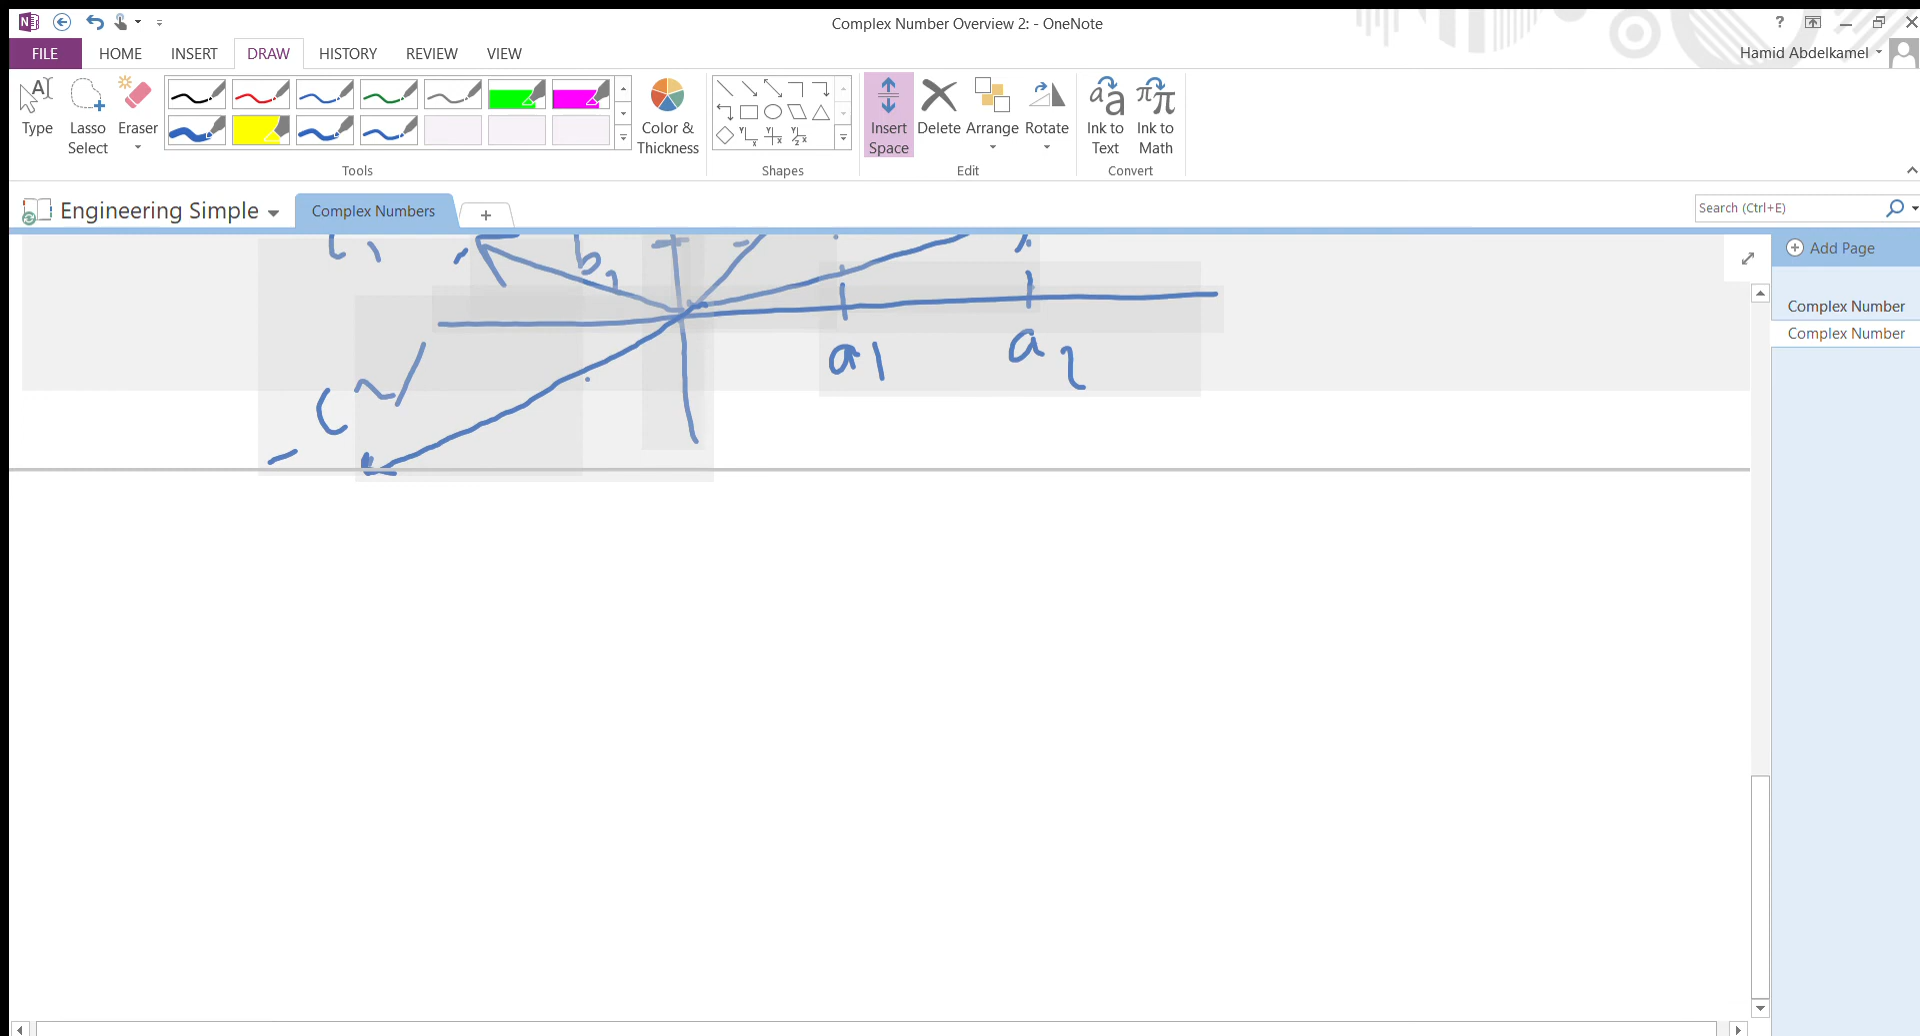 Complex Number Overview 2: - OneNote
?
FILE HOME INSERT DRAW HISTORY REVIEW VIEW
Hamid Abdelkamel
Type
Lasso Select
Eraser
Color & Thickness
Insert Space
Delete
Arrange
Rotate
Ink to Text
Ink to Math
Tools
Shapes
Edit
Convert
Engineering Simple
Complex Numbers
Search (Ctrl+E)
Add Page
Complex Number
Complex Number
a1
a2